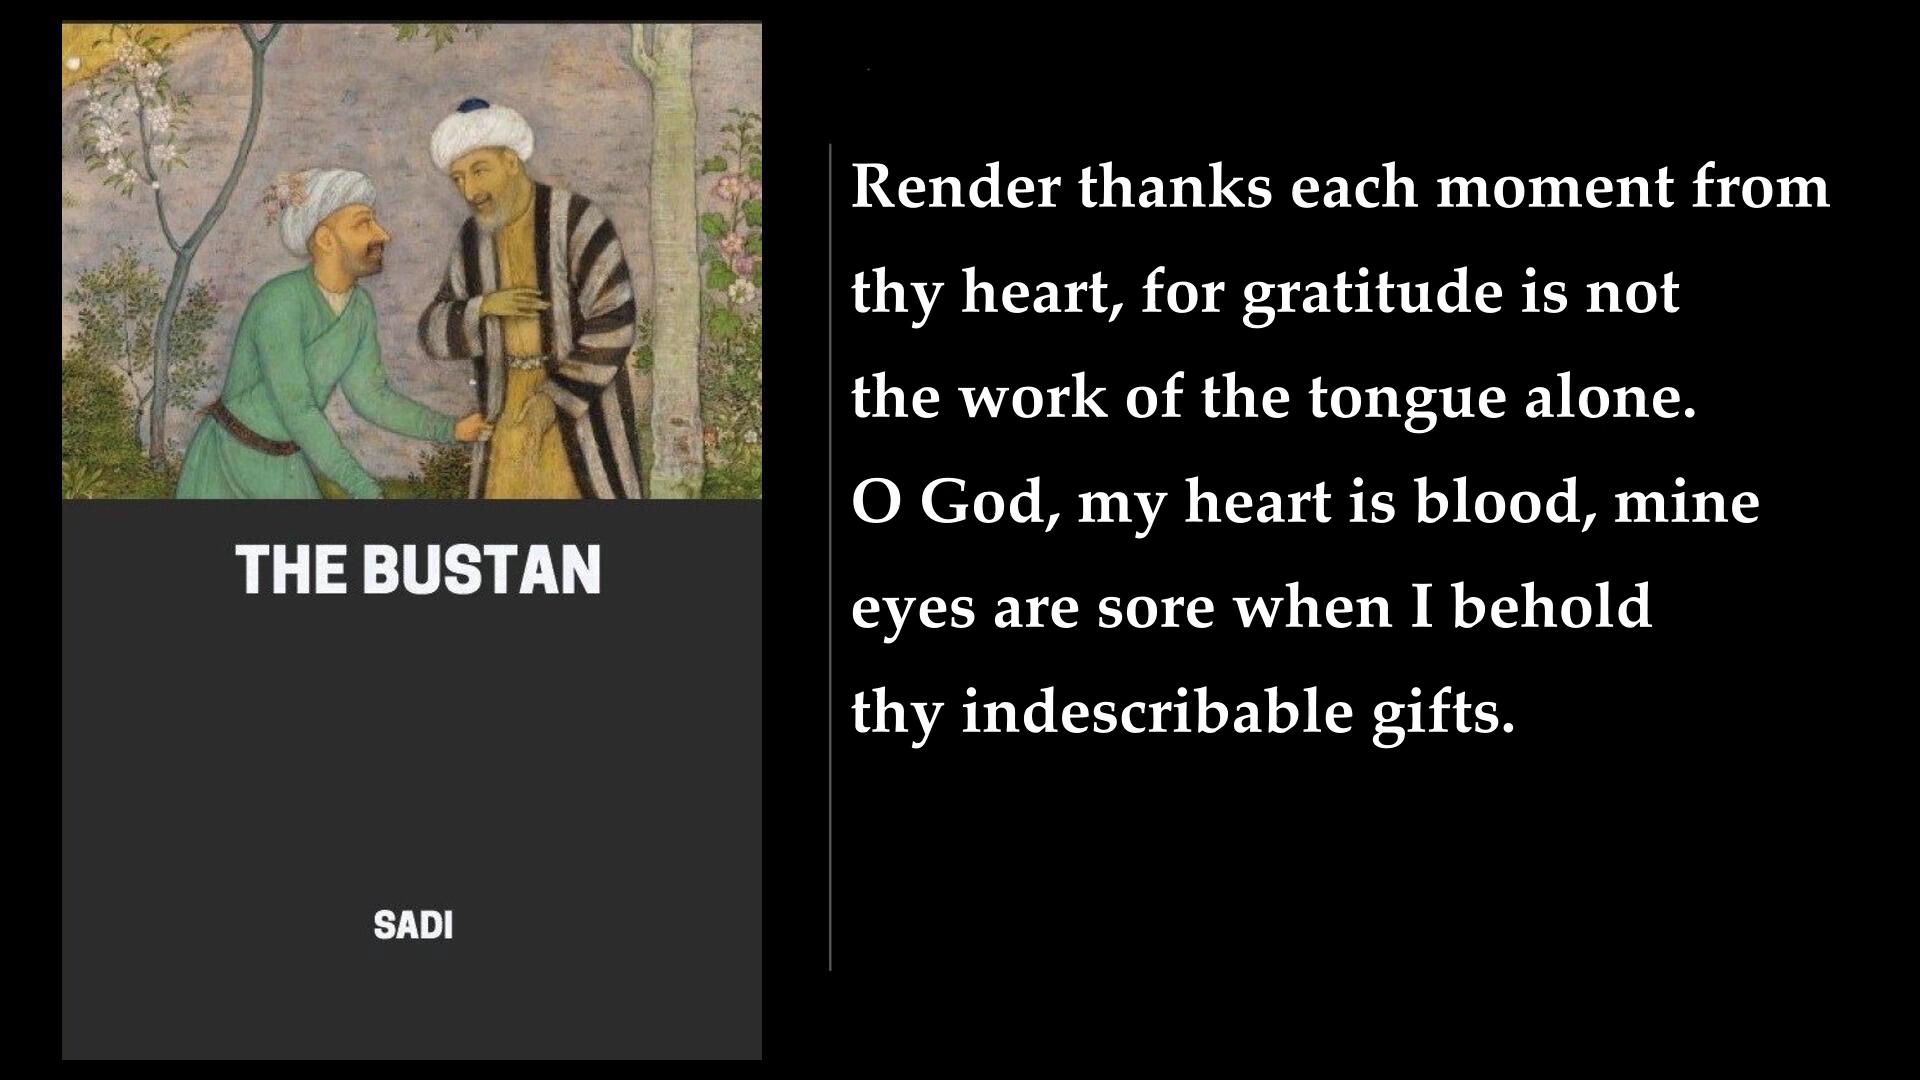 THE BUSTAN
SADI
Render thanks each moment from
thy heart, for gratitude is not
the work of the tongue alone.
O God, my heart is blood, mine
eyes are sore when I behold
thy indescribable gifts.